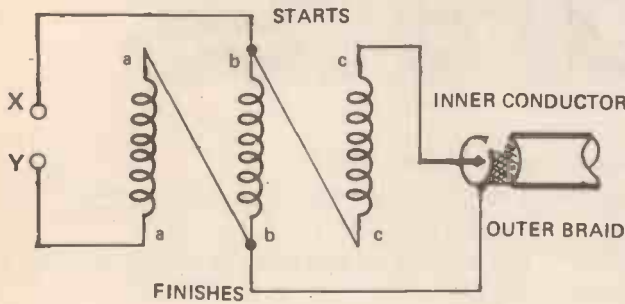 STARTS
a
b
c
X
INNER CONDUCTOR
Y
a
b
c
OUTER BRAID
FINISHES